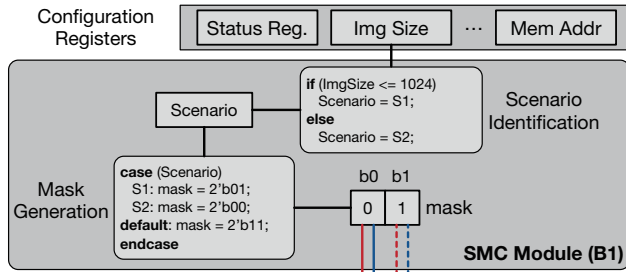 Configuration
Registers
Status Reg.
Img Size
...
Mem Addr
if (ImgSize <= 1024)
Scenario = S1;
else
Scenario = S2;
Scenario
Identification
Scenario
Mask
Generation
case (Scenario)
S1: mask = 2'b01;
S2: mask = 2'b00;
default: mask = 2'b11;
endcase
b0 b1
0 1
mask
SMC Module (B1)